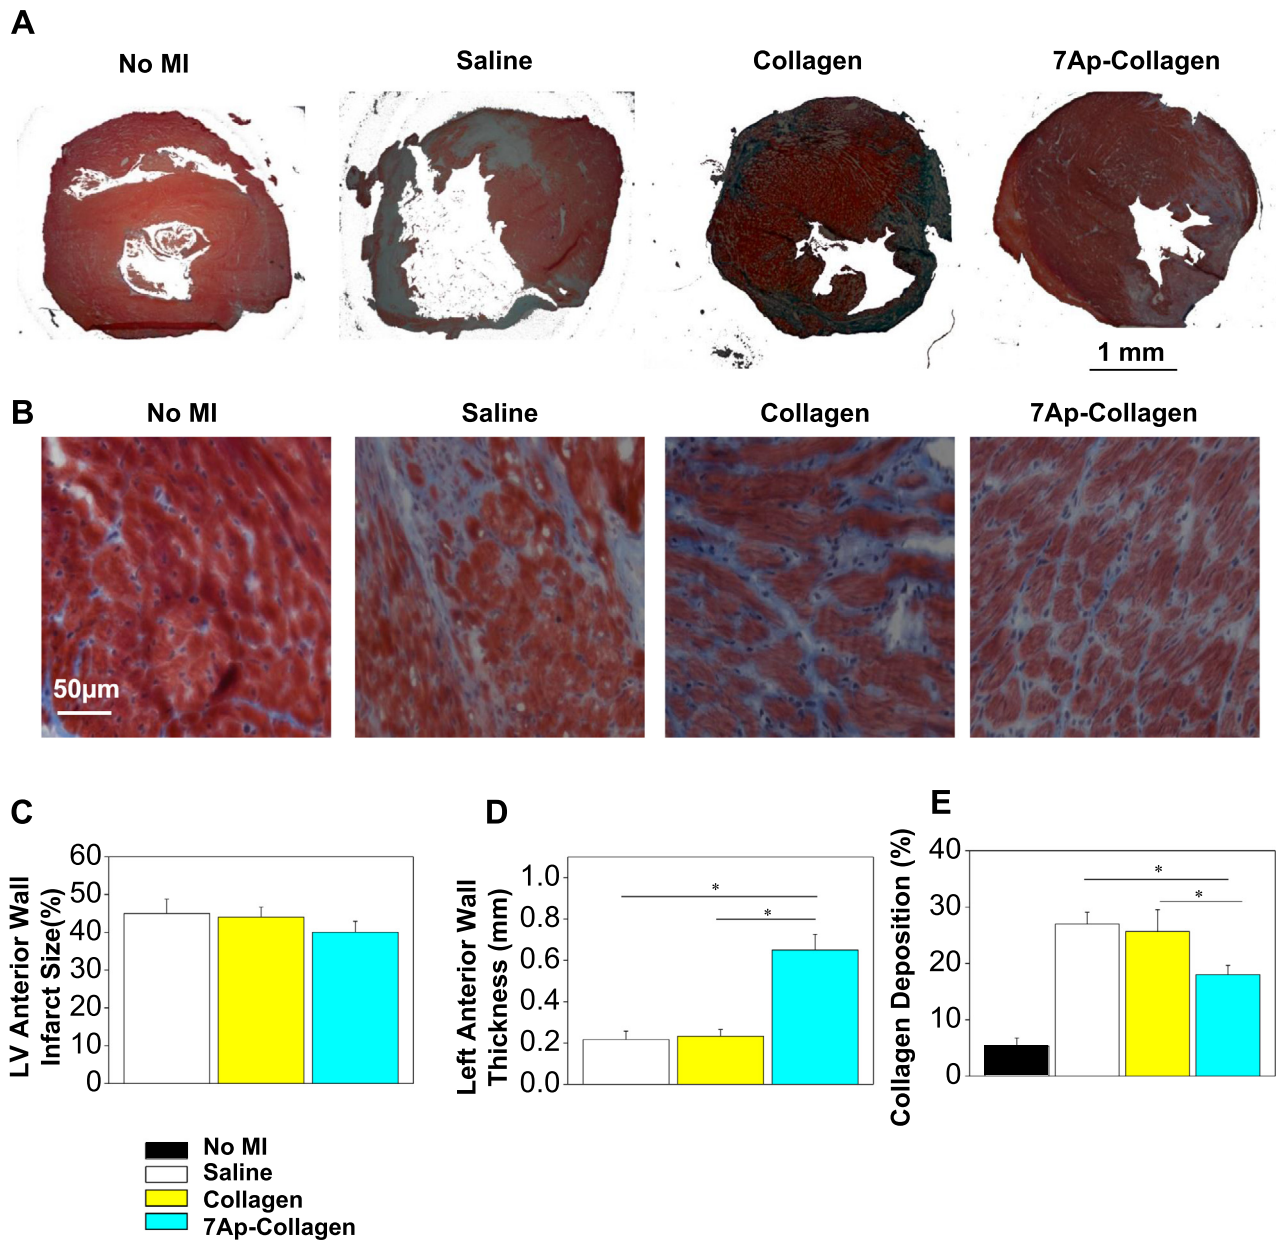 A
No MI
Saline
Collagen
7Ap-Collagen
1 mm
B
No MI
Saline
Collagen
7Ap-Collagen
50µm
C
LV Anterior Wall
Infarct Size(%)
60
50
40
30
20
10
0
D
Left Anterior Wall
Thickness (mm)
1.0
0.8
0.6
0.4
0.2
0.0
*
*
E
Collagen Deposition (%)
40
30
20
10
0
*
*
No MI
Saline
Collagen
7Ap-Collagen